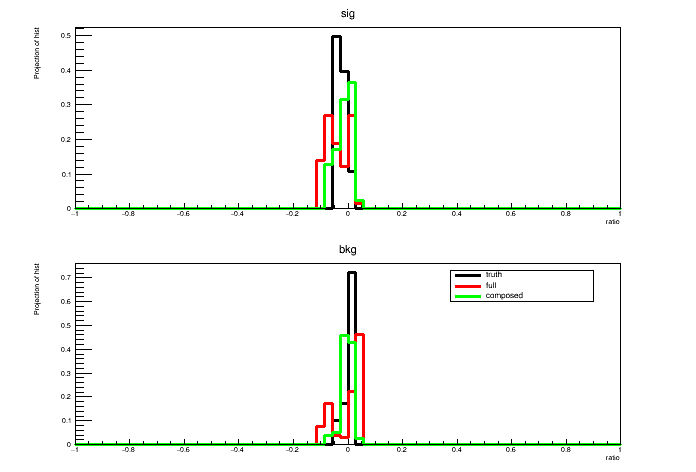 sig
Projection of hist
0.5
0.4
0.3
0.2
0.1
0
−1 −0.8 −0.6 −0.4 −0.2 0 0.2 0.4 0.6 0.8 1
ratio
bkg
Projection of hist
truth
full
composed
0.7
0.6
0.5
0.4
0.3
0.2
0.1
0
−1 −0.8 −0.6 −0.4 −0.2 0 0.2 0.4 0.6 0.8 1
ratio